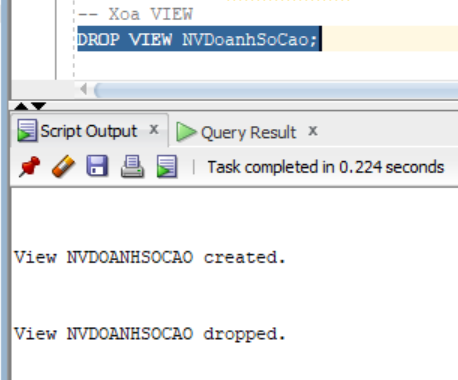 -- Xoa VIEW
DROP VIEW NVDoanhSoCao;
Script Output x
Query Result x
Task completed in 0.224 seconds
View NVDOANHSOCAO created.
View NVDOANHSOCAO dropped.